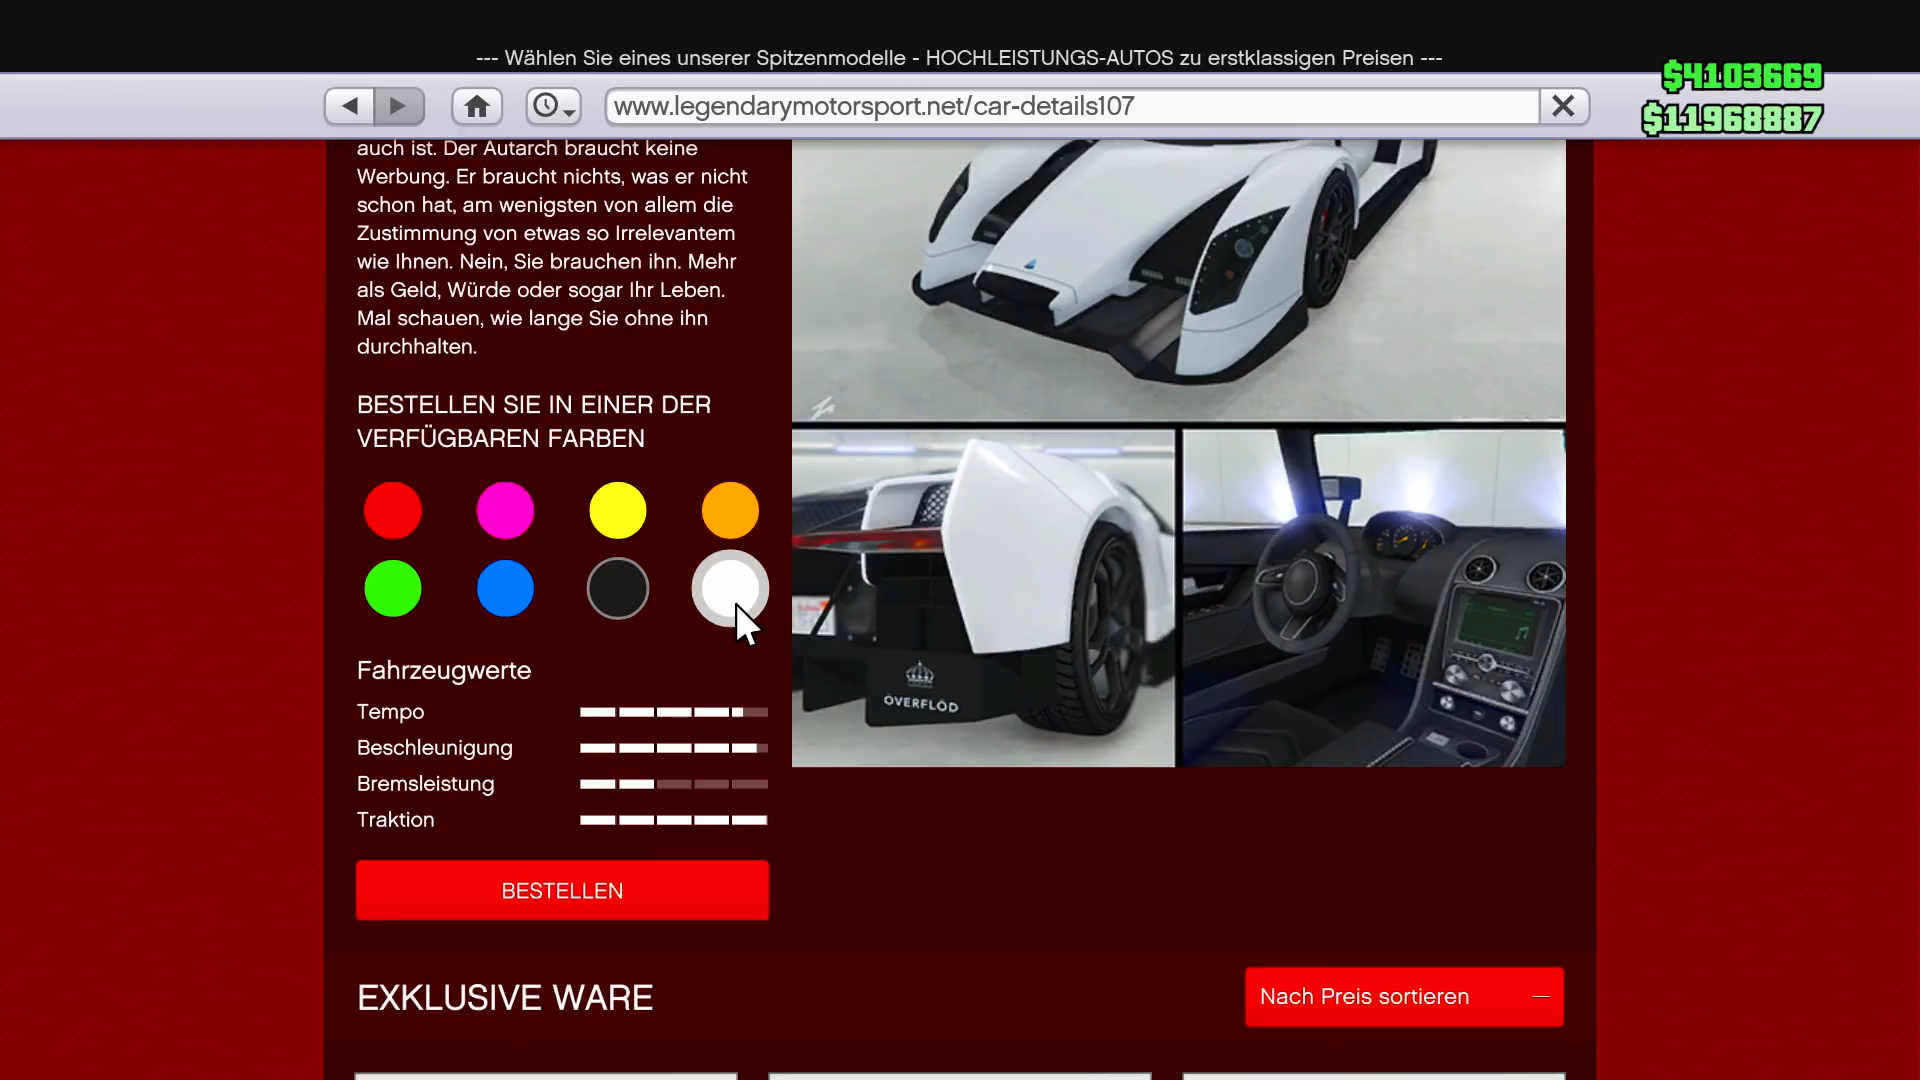 --- Wählen Sie eines unserer Spitzenmodelle - HOCHLEISTUNGS-AUTOS zu erstklassigen Preisen ---
$4103669
www.legendarymotorsport.net/car-details107
$11968887
auch ist. Der Autarch braucht keine
Werbung. Er braucht nichts, was er nicht
schon hat, am wenigsten von allem die
Zustimmung von etwas so Irrelevantem
wie Ihnen. Nein, Sie brauchen ihn. Mehr
als Geld, Würde oder sogar Ihr Leben.
Mal schauen, wie lange Sie ohne ihn
durchhalten.
BESTELLEN SIE IN EINER DER
VERFÜGBAREN FARBEN
Fahrzeugwerte
Tempo
Beschleunigung
Bremsleistung
Traktion
ÖVERFLÖD
BESTELLEN
EXKLUSIVE WARE
Nach Preis sortieren